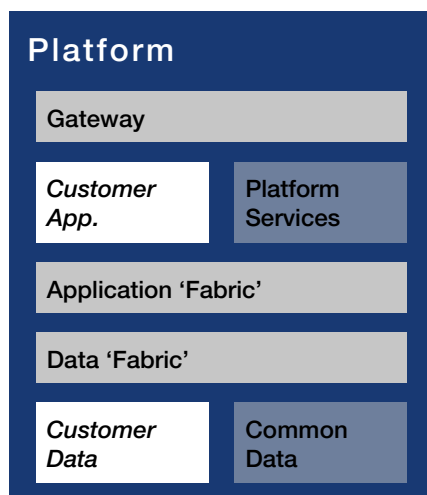 Platform
Gateway
Customer
App.
Platform
Services
Application ‘Fabric’
Data ‘Fabric’
Customer
Data
Common
Data